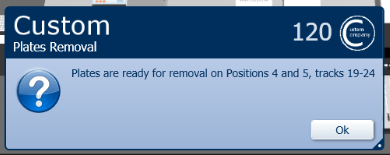 Custom
Plates Removal
120
Custom
company
Plates are ready for removal on Positions 4 and 5, tracks 19-24
Ok